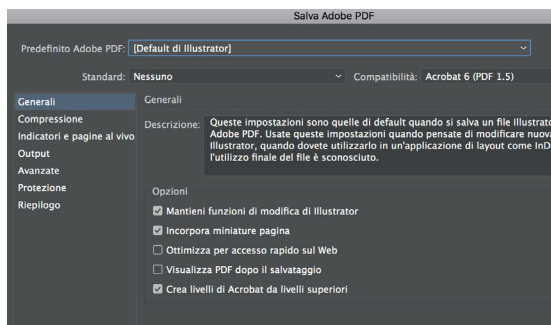 Salva Adobe PDF
Predefinito Adobe PDF: [Default di Illustrator]
Standard: Nessuno Compatibilità: Acrobat 6 (PDF 1.5)
Generali
Compressione
Indicatori e pagine al vivo
Output
Avanzate
Protezione
Riepilogo
Generali
Descrizione: Queste impostazioni sono quelle di default quando si salva un file
Adobe PDF. Usate queste impostazioni quando pensate di modificare
Illustrator, quando dovete utilizzarlo in un'applicazione di layout come
l'utilizzo finale del file è sconosciuto.
Opzioni
Mantieni funzioni di modifica di Illustrator
Incorpora miniature pagina
Ottimizza per accesso rapido sul Web
Visualizza PDF dopo il salvataggio
Crea livelli di Acrobat da livelli superiori